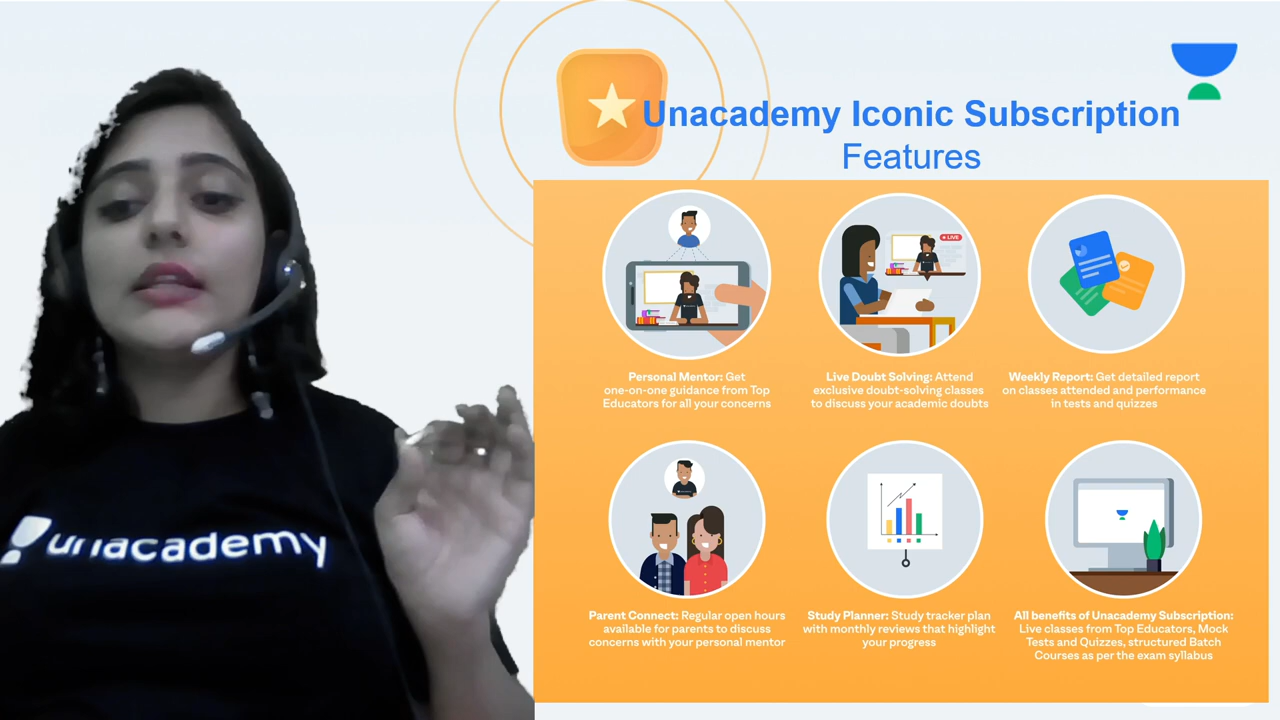 Unacademy Iconic Subscription
Features
LIVE
Personal Mentor: Get
one-on-one guidance from Top
Educators for all your concerns
Live Doubt Solving: Attend
exclusive doubt-solving classes
to discuss your academic doubts
Weekly Report: Get detailed report
on classes attended and performance
in tests and quizzes
unacademy
Parent Connect: Regular open hours
available for parents to discuss
concerns with your personal mentor
Study Planner: Study tracker plan
with monthly reviews that highlight
your progress
All benefits of Unacademy Subscription:
Live classes from Top Educators, Mock
Tests and Quizzes, structured Batch
Courses as per the exam syllabus